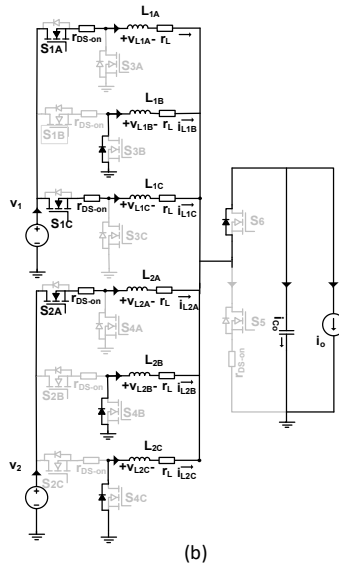 L1A
S1A rDS-on +vL1A- rL
S3A
L1B
S1B rDS-on +vL1B- rL iL1B
S3B
L1C
v1 S1C rDS-on +vL1C- rL iL1C
S3C
S6
L2A
S2A rDS-on +vL2A- rL iL2A
S4A
S5
rDS-on
iCo
io
L2B
S2B rDS-on +vL2B- rL iL2B
S4B
L2C
v2 S2C rDS-on +vL2C- rL iL2C
S4C
(b)